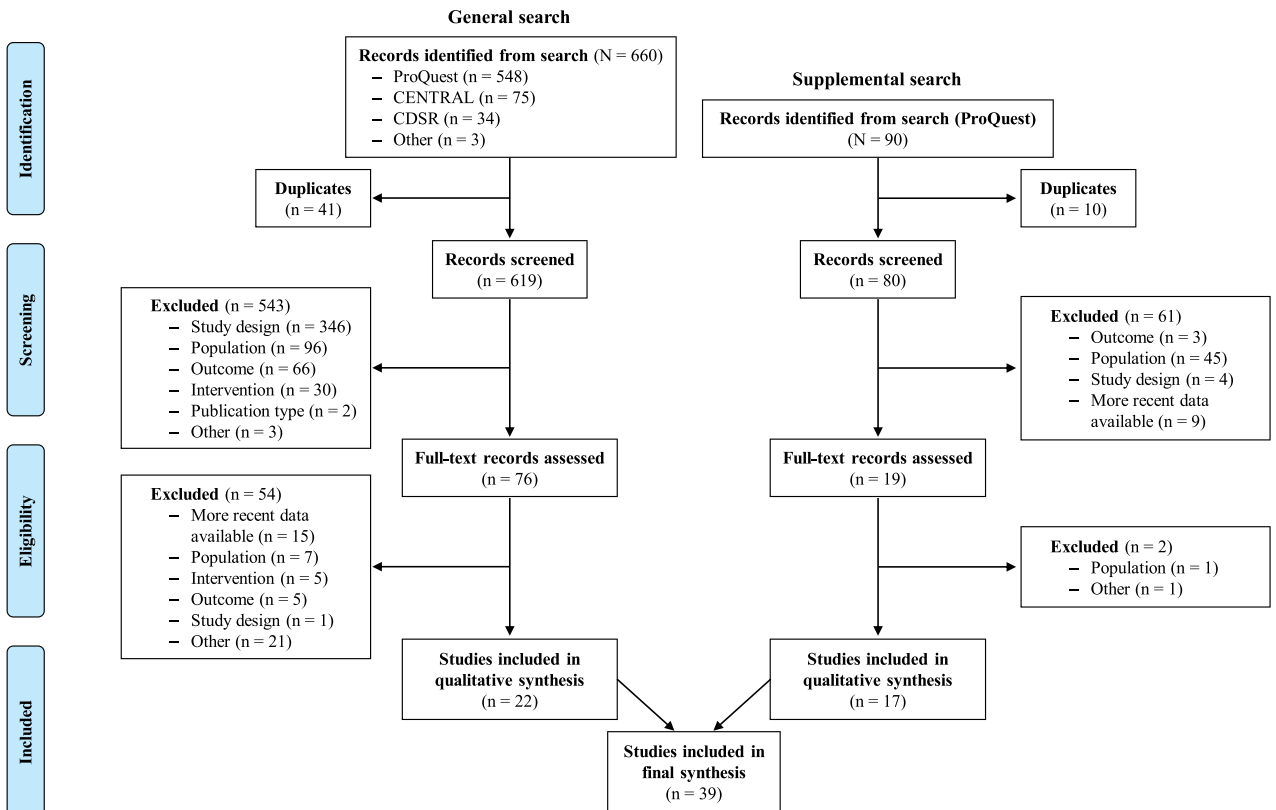 General search
Records identified from search (N = 660)
– ProQuest (n = 548)
– CENTRAL (n = 75)
– CDSR (n = 34)
– Other (n = 3)
Supplemental search
Records identified from search (ProQuest)
(N = 90)
Identification
Duplicates
(n = 41)
Duplicates
(n = 10)
Records screened
(n = 619)
Records screened
(n = 80)
Screening
Excluded (n = 543)
– Study design (n = 346)
– Population (n = 96)
– Outcome (n = 66)
– Intervention (n = 30)
– Publication type (n = 2)
– Other (n = 3)
Excluded (n = 61)
– Outcome (n = 3)
– Population (n = 45)
– Study design (n = 4)
– More recent data
available (n = 9)
Full-text records assessed
(n = 76)
Full-text records assessed
(n = 19)
Eligibility
Excluded (n = 54)
– More recent data
available (n = 15)
– Population (n = 7)
– Intervention (n = 5)
– Outcome (n = 5)
– Study design (n = 1)
– Other (n = 21)
Excluded (n = 2)
– Population (n = 1)
– Other (n = 1)
Studies included in
qualitative synthesis
(n = 22)
Studies included in
qualitative synthesis
(n = 17)
Included
Studies included in
final synthesis
(n = 39)